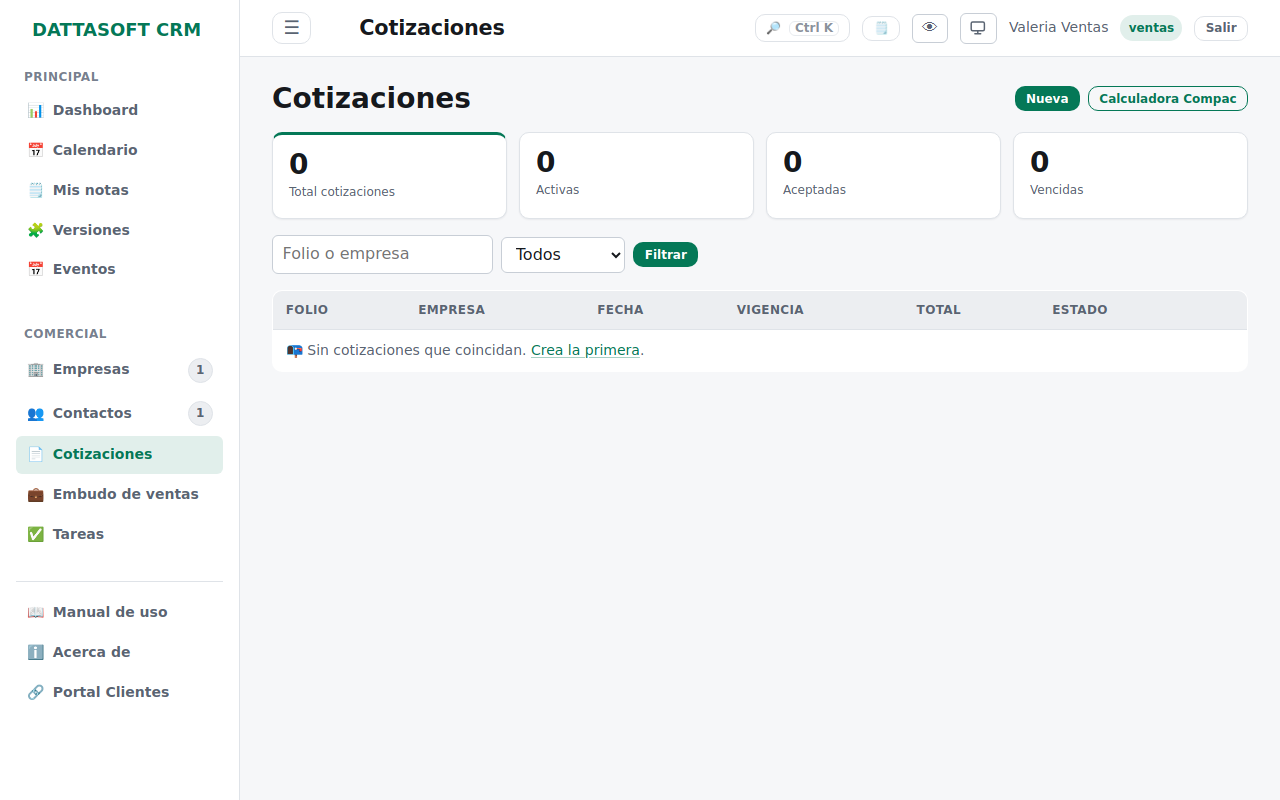 DATTASOFT CRM
PRINCIPAL
Dashboard
Calendario
Mis notas
Versiones
Eventos
COMERCIAL
Empresas 1
Contactos 1
Cotizaciones
Embudo de ventas
Tareas
Manual de uso
Acerca de
Portal Clientes
Cotizaciones
Ctrl K
Valeria Ventas ventas Salir
Cotizaciones
Nueva Calculadora Compac
0 Total cotizaciones
0 Activas
0 Aceptadas
0 Vencidas
Folio o empresa Todos Filtrar
FOLIO EMPRESA FECHA VIGENCIA TOTAL ESTADO
Sin cotizaciones que coincidan. Crea la primera.